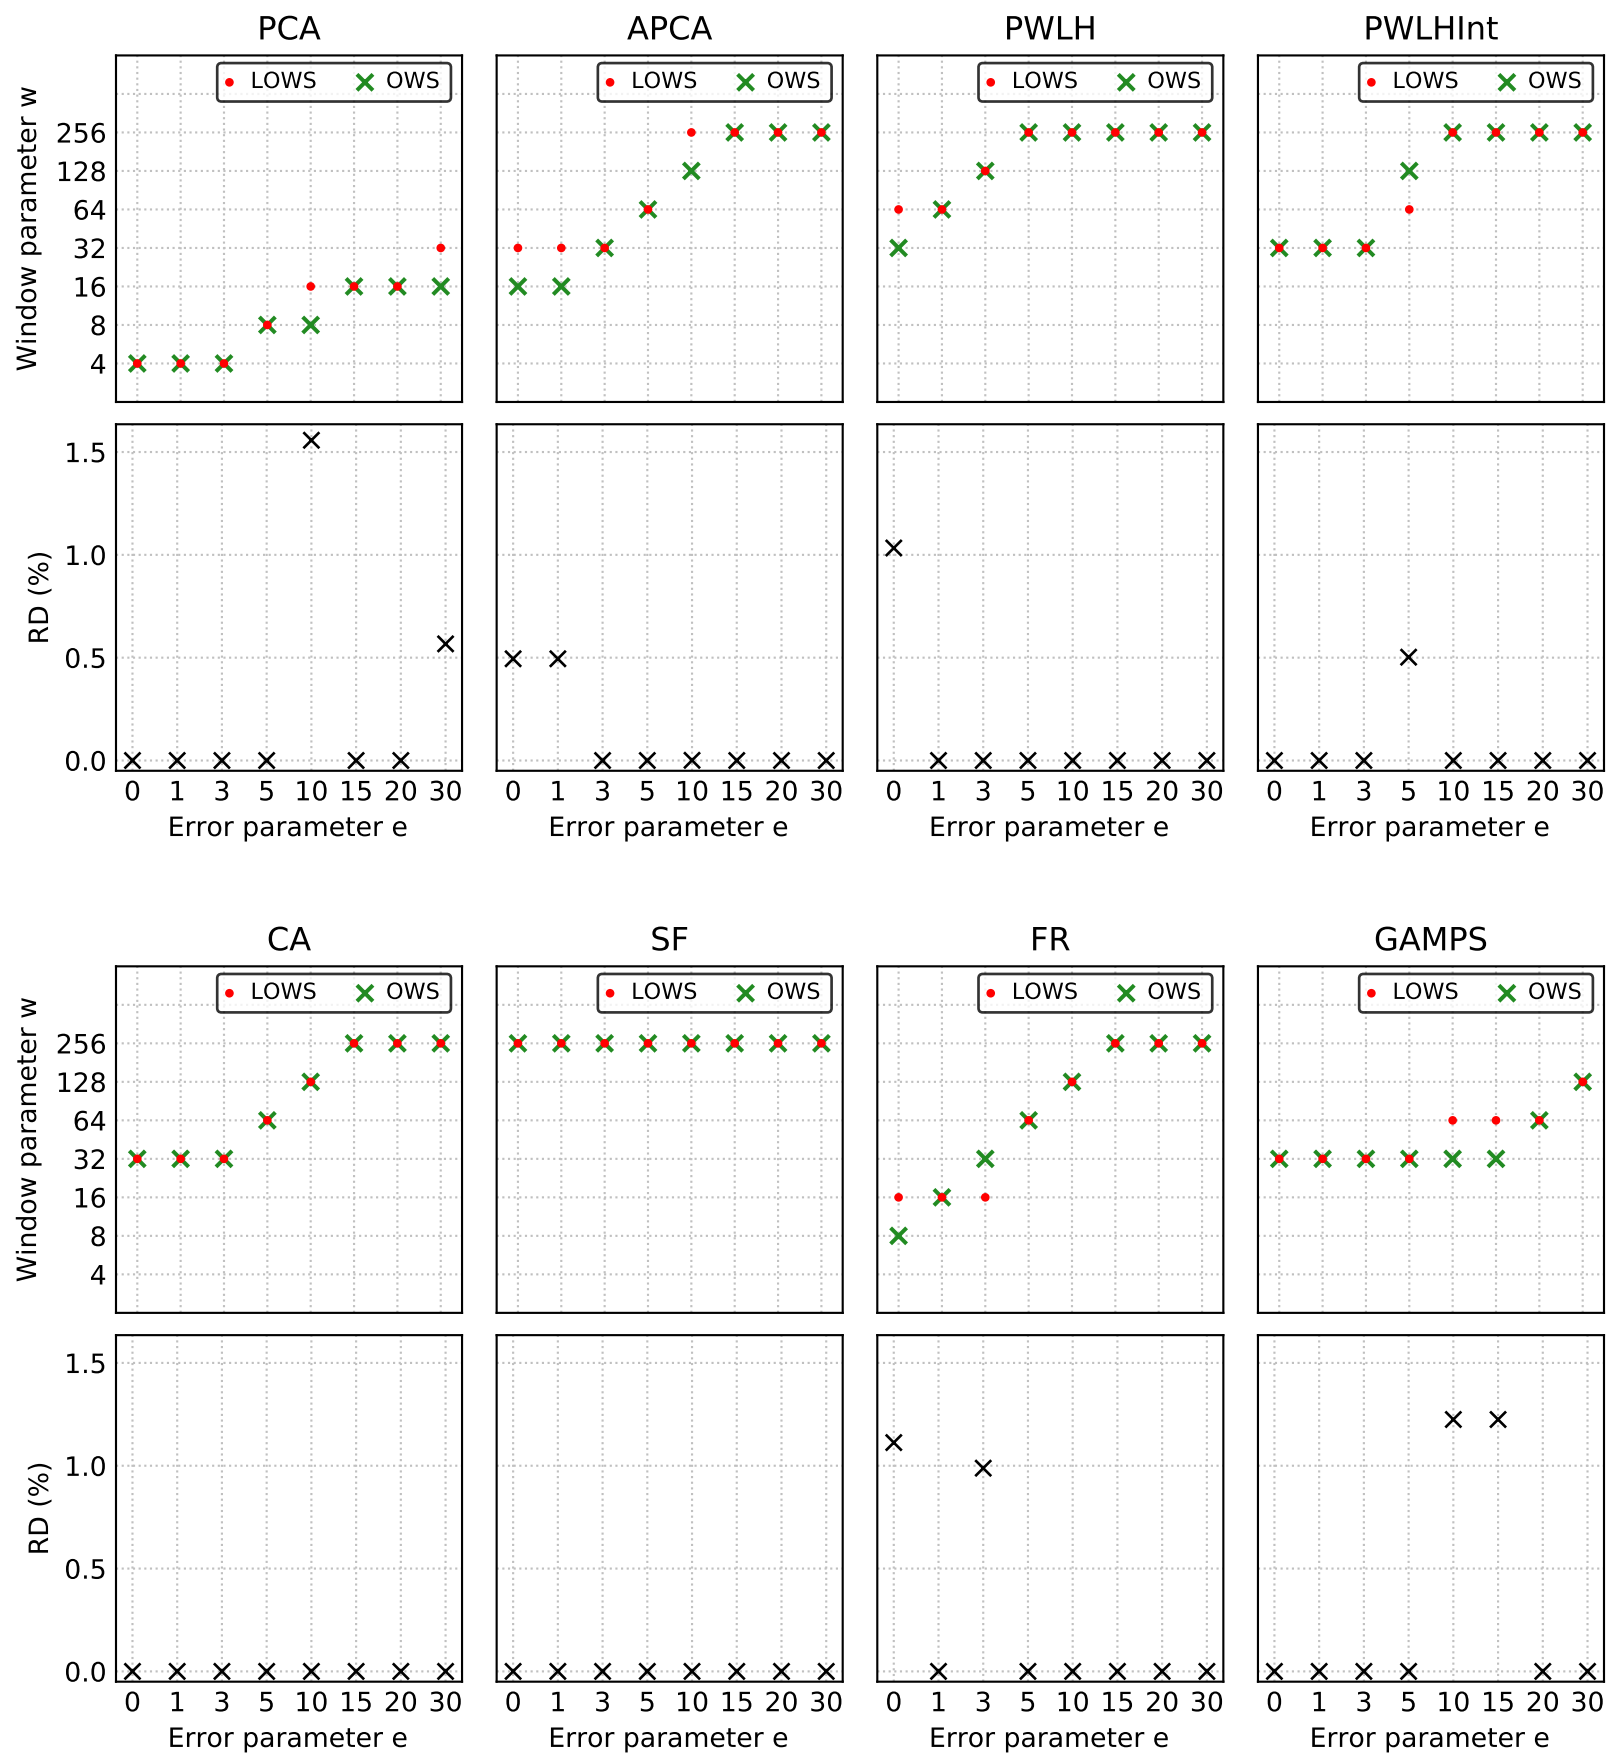 PCA APCA PWLH PWLHInt
LOWS OWS LOWS OWS LOWS OWS LOWS OWS
Window parameter w
256
128
64
32
16
8
4
RD (%)
1.5
1.0
0.5
0.0
0 1 3 5 10 15 20 30 0 1 3 5 10 15 20 30 0 1 3 5 10 15 20 30 0 1 3 5 10 15 20 30
Error parameter e Error parameter e Error parameter e Error parameter e
CA SF FR GAMPS
LOWS OWS LOWS OWS LOWS OWS LOWS OWS
Window parameter w
256
128
64
32
16
8
4
RD (%)
1.5
1.0
0.5
0.0
0 1 3 5 10 15 20 30 0 1 3 5 10 15 20 30 0 1 3 5 10 15 20 30 0 1 3 5 10 15 20 30
Error parameter e Error parameter e Error parameter e Error parameter e